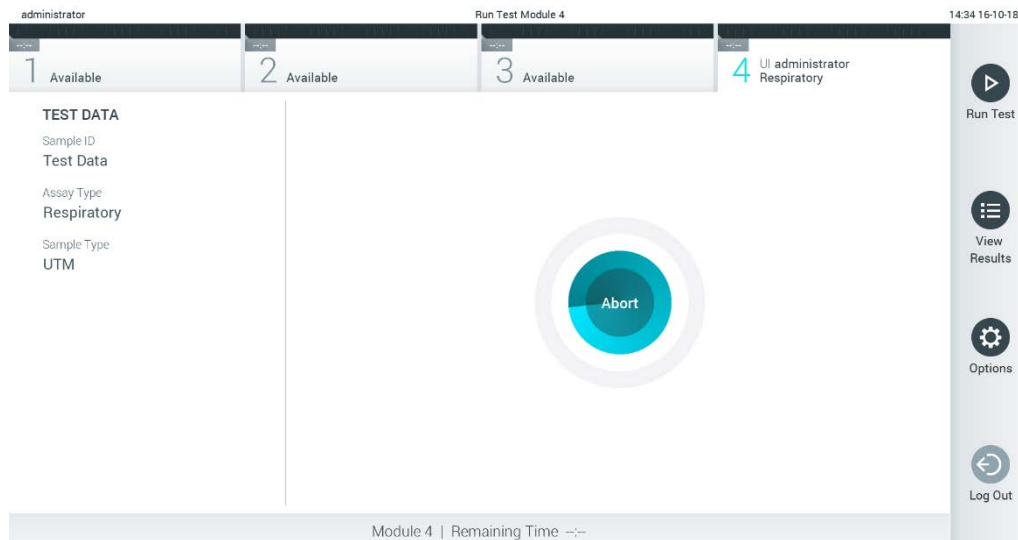 administrator
Run Test Module 4
14:34 16-10-18
--:--
1 Available
--:--
2 Available
--:--
3 Available
--:--
4 UI administrator
Respiratory
Run Test
TEST DATA
Sample ID
Test Data
Assay Type
Respiratory
Sample Type
UTM
Abort
View
Results
Options
Log Out
Module 4 | Remaining Time --:--